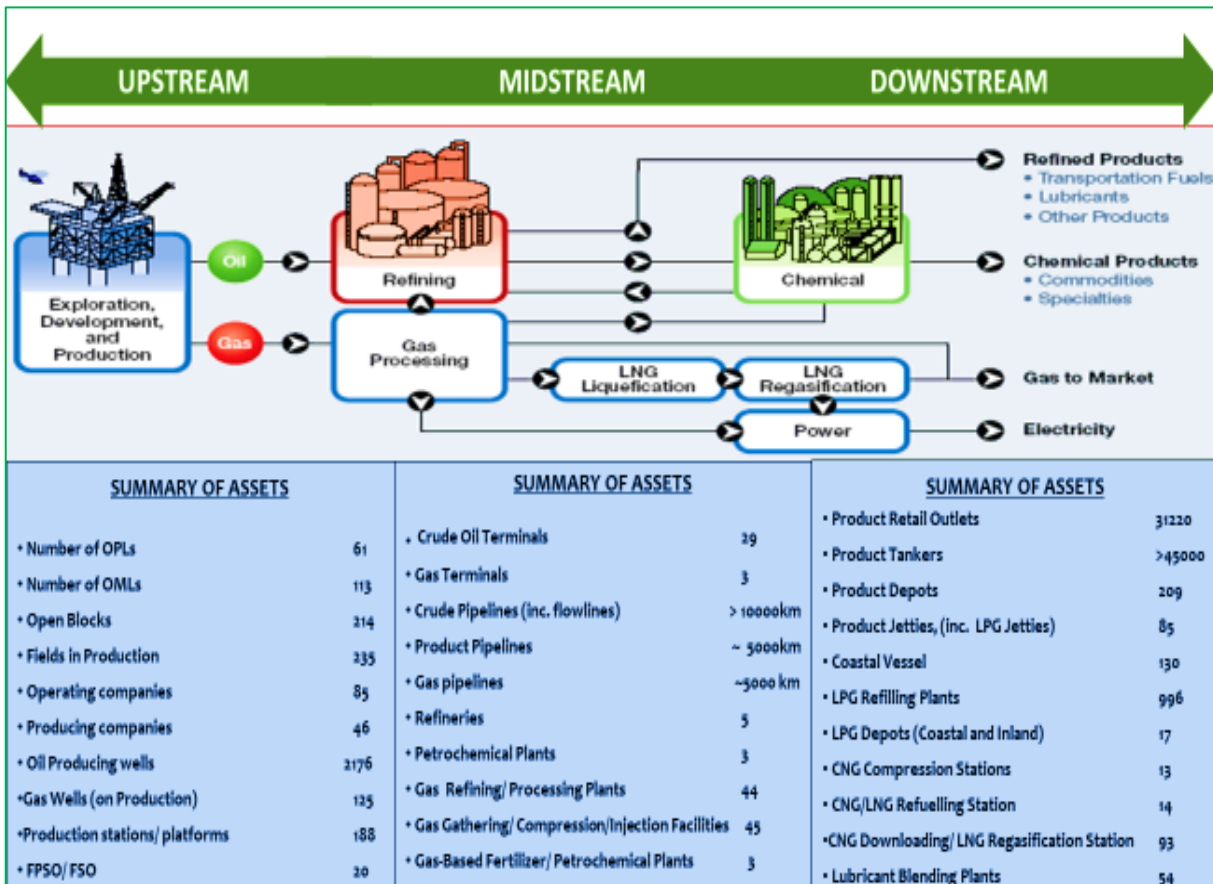 UPSTREAM
MIDSTREAM
DOWNSTREAM
Exploration,
Development,
and
Production
Oil
Gas
Refining
Gas
Processing
LNG
Liquefication
LNG
Regasification
Power
Chemical
Refined Products
• Transportation Fuels
• Lubricants
• Other Products
Chemical Products
• Commodities
• Specialties
Gas to Market
Electricity
SUMMARY OF ASSETS
• Number of OPLs 61
• Number of OMLs 113
• Open Blocks 214
• Fields in Production 235
• Operating companies 85
• Producing companies 46
• Oil Producing wells 2176
•Gas Wells (on Production) 125
•Production stations/ platforms 188
• FPSO/ FSO 20
SUMMARY OF ASSETS
• Crude Oil Terminals 29
• Gas Terminals 3
• Crude Pipelines (inc. flowlines) > 10000km
• Product Pipelines ~ 5000km
• Gas pipelines ~5000 km
• Refineries 5
• Petrochemical Plants 3
• Gas Refining/ Processing Plants 44
• Gas Gathering/ Compression/Injection Facilities 45
• Gas-Based Fertilizer/ Petrochemical Plants 3
SUMMARY OF ASSETS
• Product Retail Outlets 31220
• Product Tankers >45000
• Product Depots 209
• Product Jetties, (inc. LPG Jetties) 85
• Coastal Vessel 130
• LPG Refilling Plants 996
• LPG Depots (Coastal and Inland) 17
• CNG Compression Stations 13
• CNG/LNG Refuelling Station 14
•CNG Downloading/ LNG Regasification Station 93
• Lubricant Blending Plants 54